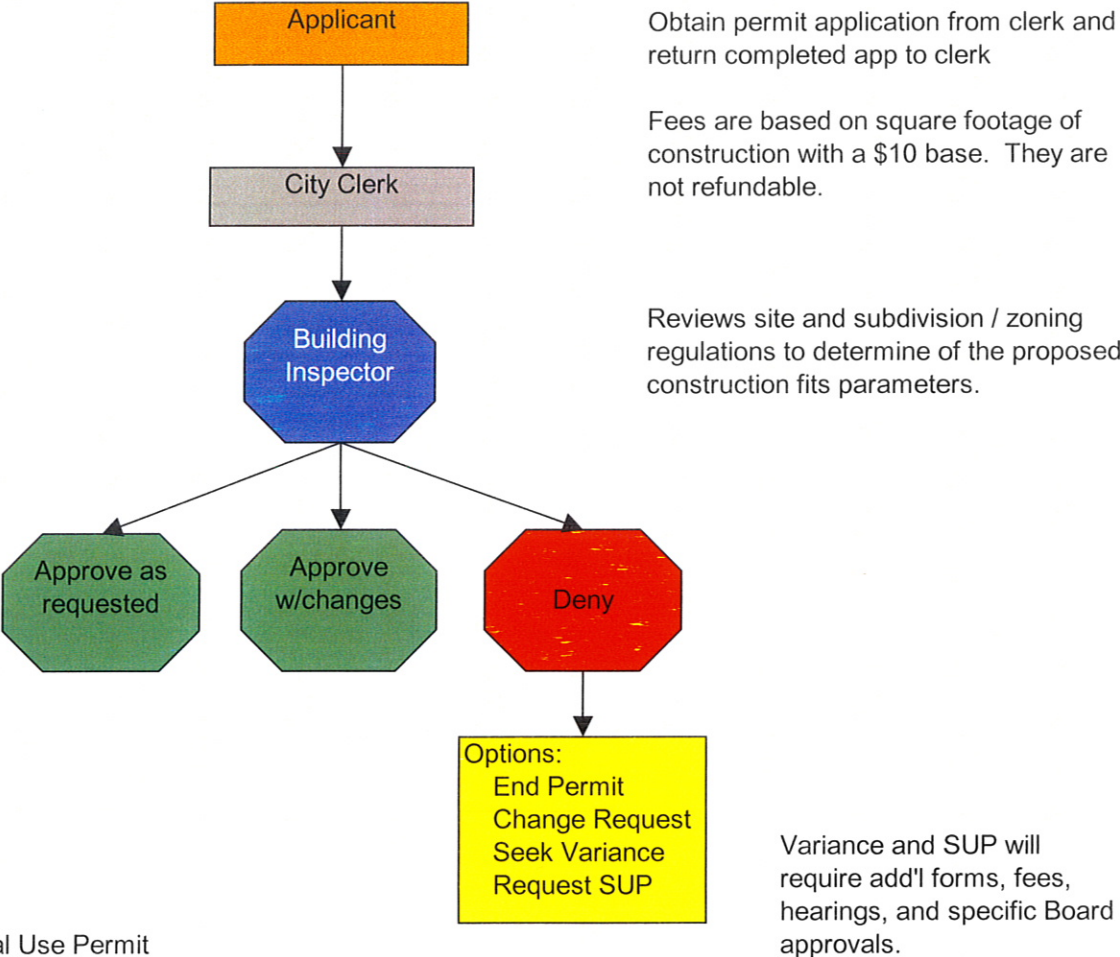 Applicant
Obtain permit application from clerk and
return completed app to clerk
Fees are based on square footage of
construction with a $10 base. They are
not refundable.
City Clerk
Building
Inspector
Reviews site and subdivision / zoning
regulations to determine of the proposed
construction fits parameters.
Approve as
requested
Approve
w/changes
Deny
Options:
End Permit
Change Request
Seek Variance
Request SUP
Variance and SUP will
require add'l forms, fees,
hearings, and specific Board
approvals.
al Use Permit